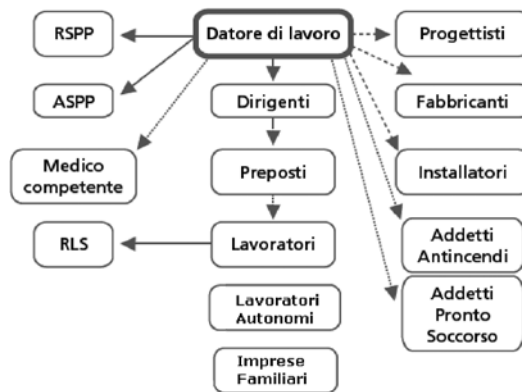 RSPP
Datore di lavoro
Progettisti
ASPP
Dirigenti
Fabbricanti
Medico
competente
Preposti
Installatori
RLS
Lavoratori
Addetti
Antincendi
Lavoratori
Autonomi
Addetti
Pronto
Soccorso
Imprese
Familiari